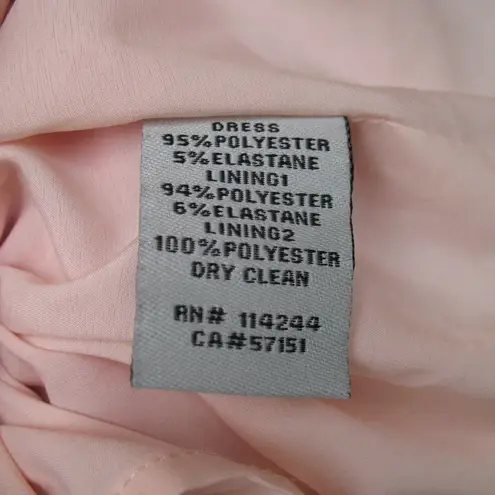 DRESS
95%POLYESTER
5%ELASTANE
LINING1
94%POLYESTER
6%ELASTANE
LINING2
100%POLYESTER
DRY CLEAN
RN# 114244
CA#57151